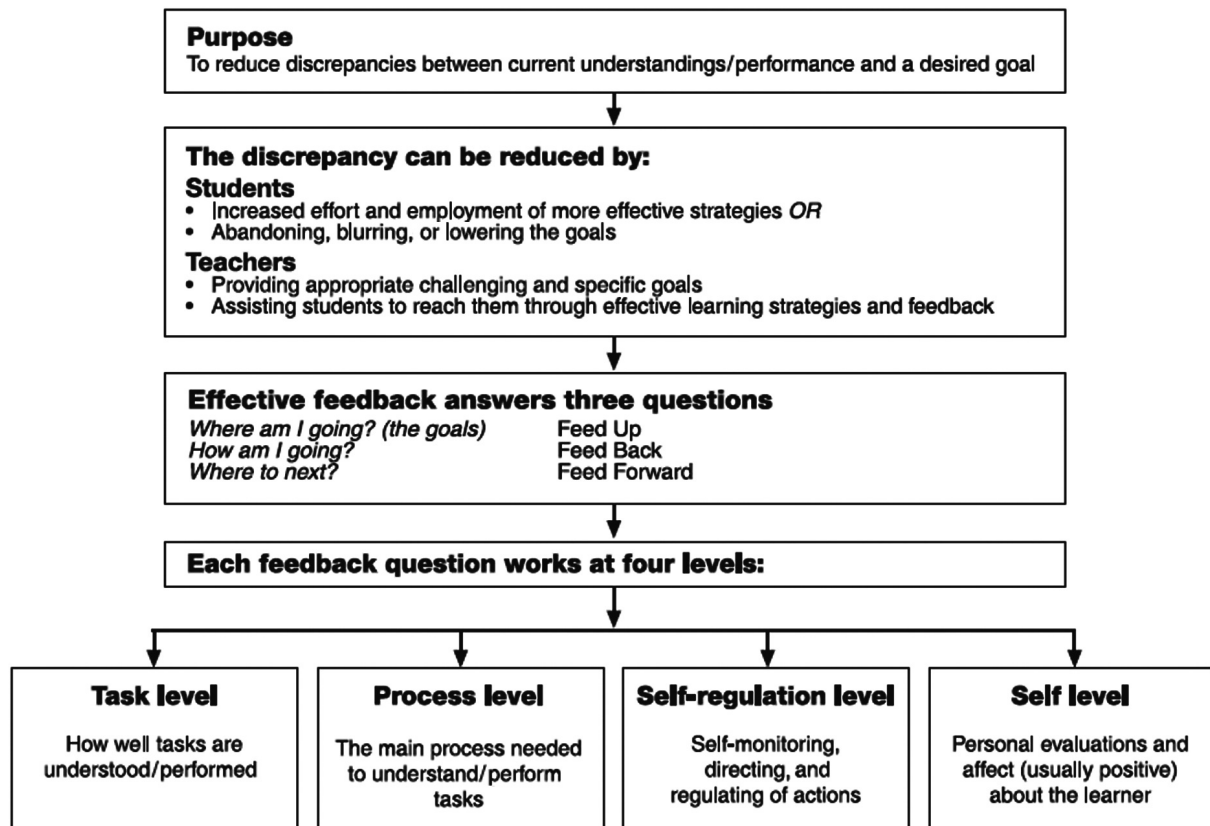 Purpose
To reduce discrepancies between current understandings/performance and a desired goal
The discrepancy can be reduced by:
Students
• Increased effort and employment of more effective strategies OR
• Abandoning, blurring, or lowering the goals
Teachers
• Providing appropriate challenging and specific goals
• Assisting students to reach them through effective learning strategies and feedback
Effective feedback answers three questions
Where am I going? (the goals) Feed Up
How am I going? Feed Back
Where to next? Feed Forward
Each feedback question works at four levels:
Task level
How well tasks are
understood/performed
Process level
The main process needed
to understand/perform
tasks
Self-regulation level
Self-monitoring,
directing, and
regulating of actions
Self level
Personal evaluations and
affect (usually positive)
about the learner